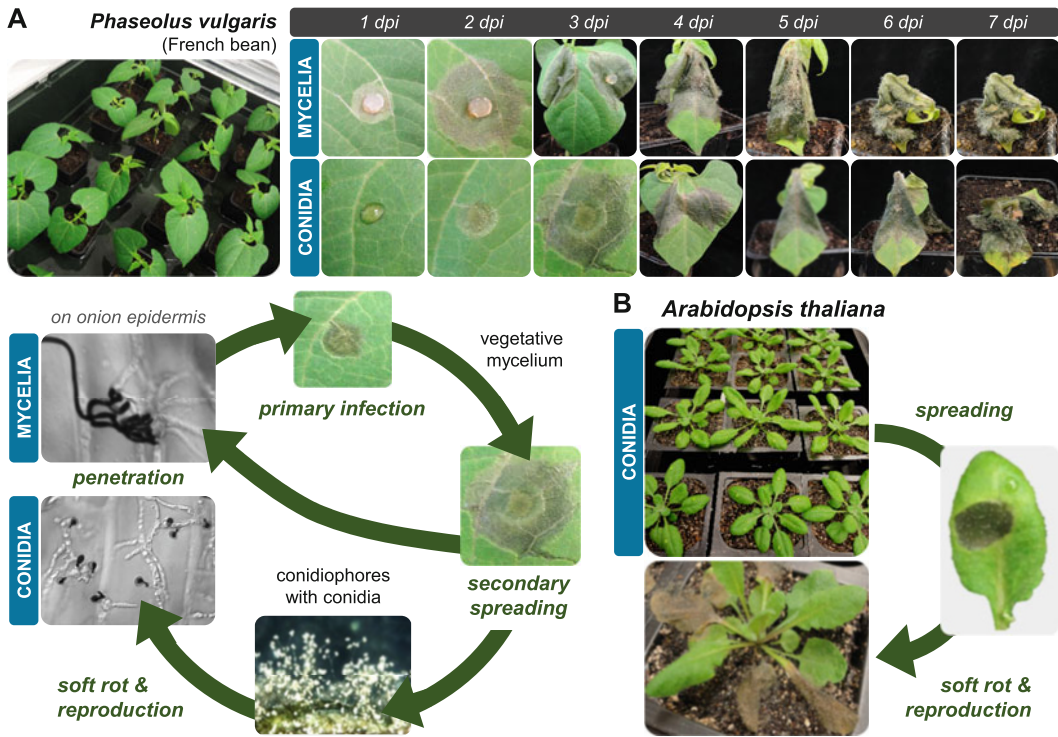 A
Phaseolus vulgaris
(French bean)
1 dpi
2 dpi
3 dpi
4 dpi
5 dpi
6 dpi
7 dpi
MYCELIA
CONIDIA
on onion epidermis
MYCELIA
penetration
CONIDIA
primary infection
vegetative
mycelium
secondary
spreading
conidiophores
with conidia
soft rot &
reproduction
B
Arabidopsis thaliana
CONIDIA
spreading
soft rot &
reproduction